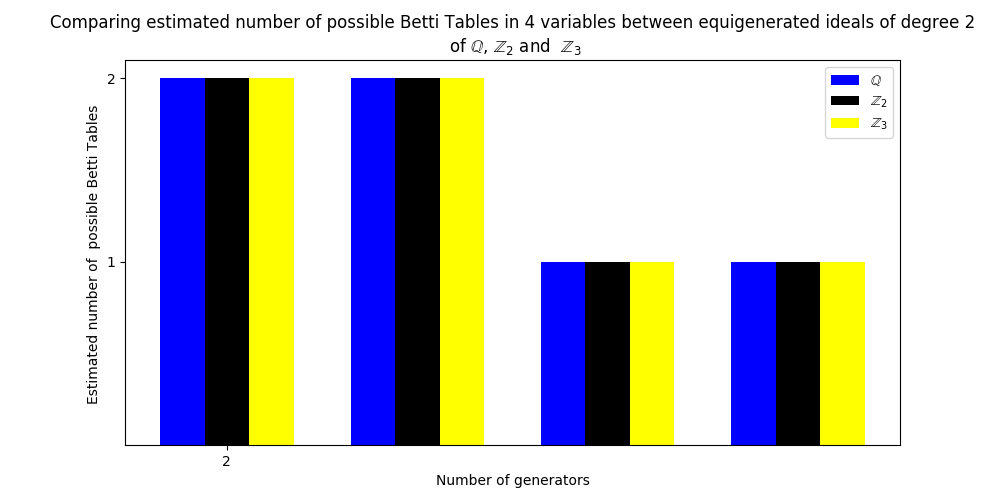 Comparing estimated number of possible Betti Tables in 4 variables between equigenerated ideals of degree 2
of ℚ, ℤ₂ and ℤ₃
Estimated number of possible Betti Tables
2
1
ℚ
ℤ₂
ℤ₃
2
Number of generators